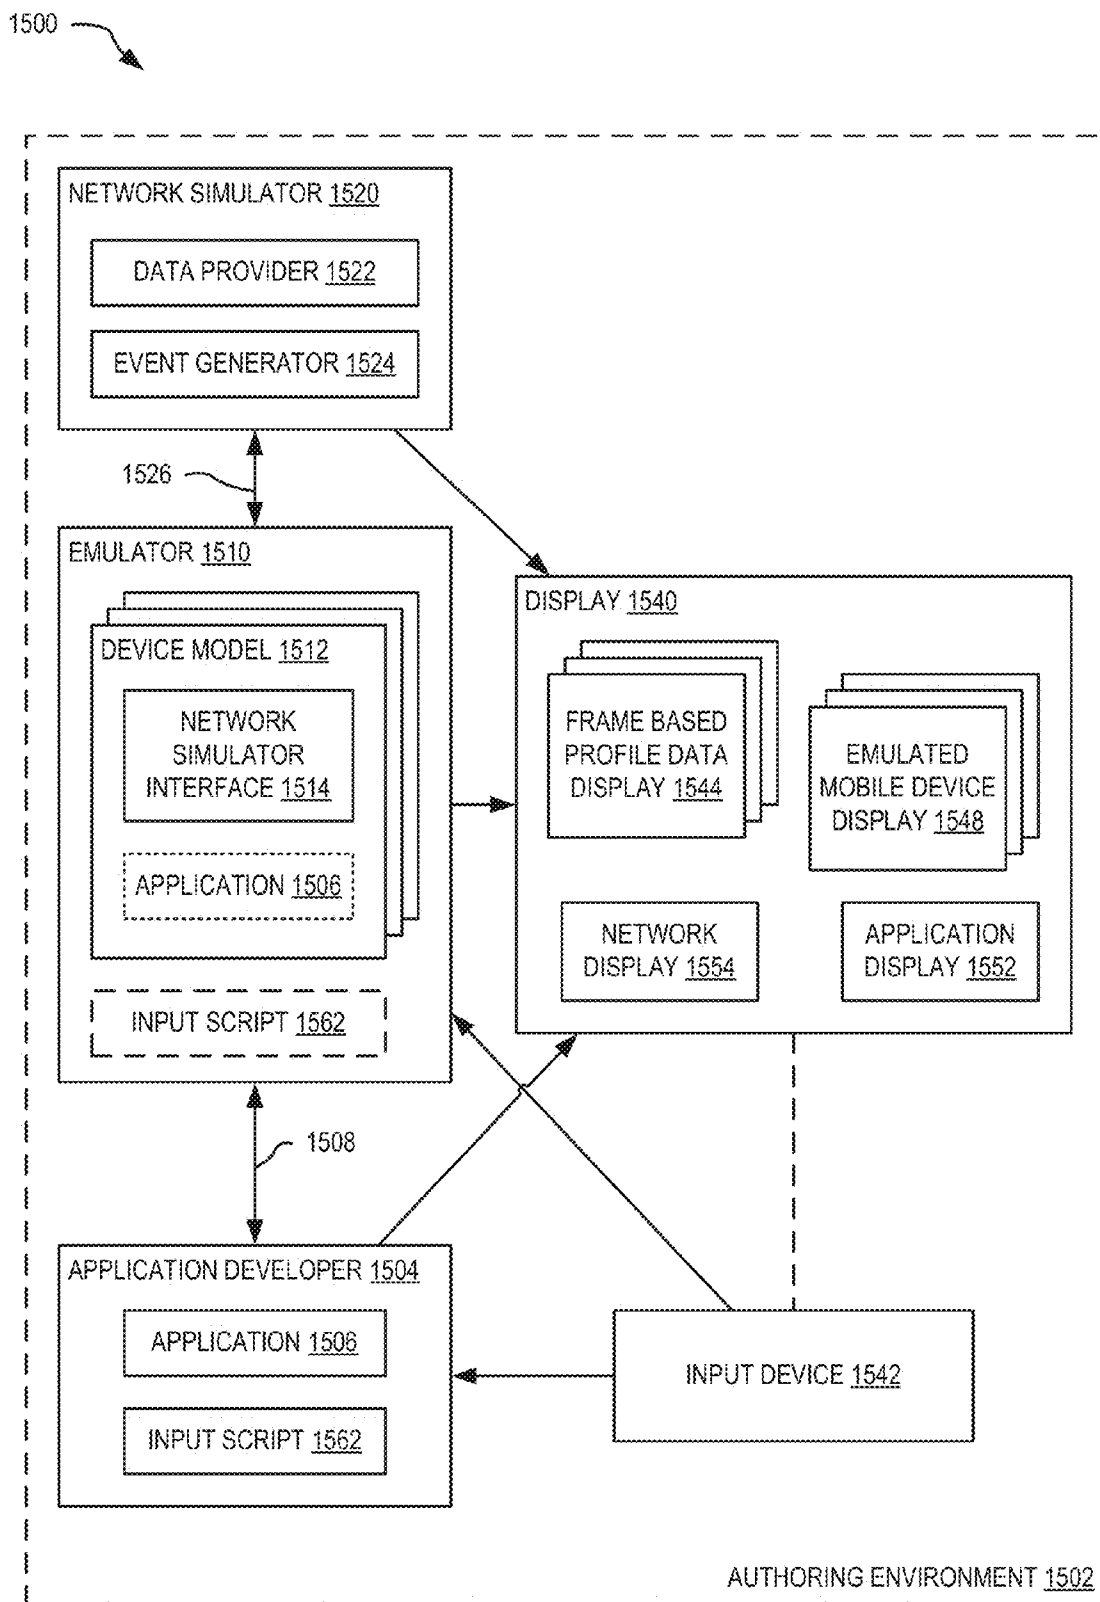 1500
NETWORK SIMULATOR 1520
DATA PROVIDER 1522
EVENT GENERATOR 1524
1526
EMULATOR 1510
DEVICE MODEL 1512
NETWORK
SIMULATOR
INTERFACE 1514
APPLICATION 1506
INPUT SCRIPT 1562
DISPLAY 1540
FRAME BASED
PROFILE DATA
DISPLAY 1544
EMULATED
MOBILE DEVICE
DISPLAY 1548
NETWORK
DISPLAY 1554
APPLICATION
DISPLAY 1552
1508
APPLICATION DEVELOPER 1504
APPLICATION 1506
INPUT SCRIPT 1562
INPUT DEVICE 1542
AUTHORING ENVIRONMENT 1502